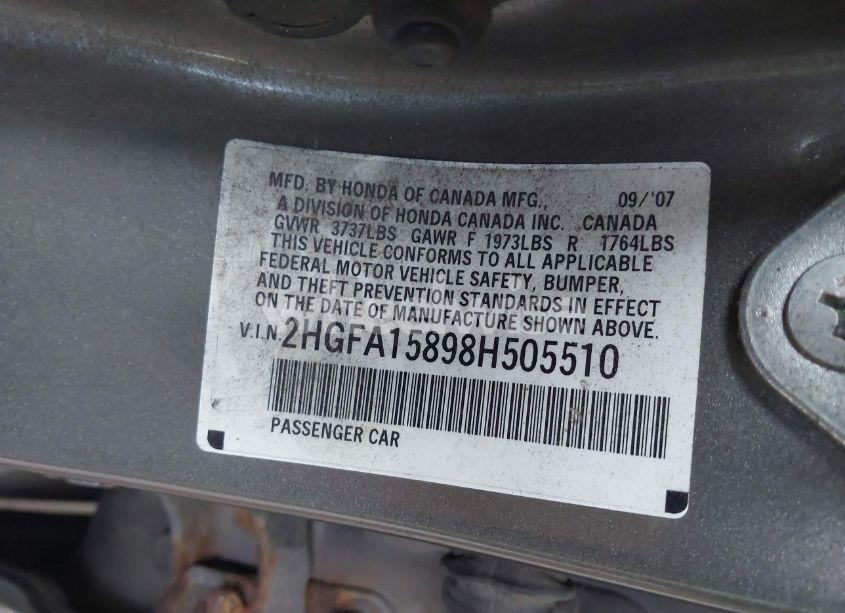 MFD. BY HONDA OF CANADA MFG., 09/'07
A DIVISION OF HONDA CANADA INC. CANADA
GVWR 3737LBS GAWR F 1973LBS R 1764LBS
THIS VEHICLE CONFORMS TO ALL APPLICABLE
FEDERAL MOTOR VEHICLE SAFETY, BUMPER,
AND THEFT PREVENTION STANDARDS IN EFFECT
ON THE DATE OF MANUFACTURE SHOWN ABOVE.
V.I.N. 2HGFA15898H505510
PASSENGER CAR